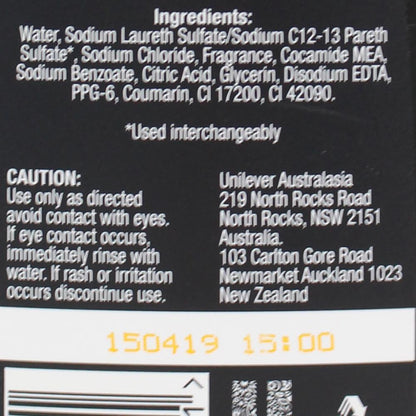 Ingredients:
Water, Sodium Laureth Sulfate/Sodium C12-13 Pareth
Sulfate*, Sodium Chloride, Fragrance, Cocamide MEA,
Sodium Benzoate, Citric Acid, Glycerin, Disodium EDTA,
PPG-6, Coumarin, CI 17200, CI 42090.
*Used interchangeably
CAUTION:
Use only as directed
avoid contact with eyes.
If eye contact occurs,
immediately rinse with
water. If rash or irritation
occurs discontinue use.
Unilever Australasia
219 North Rocks Road
North Rocks, NSW 2151
Australia.
103 Carlton Gore Road
Newmarket Auckland 1023
New Zealand
150419 15:00